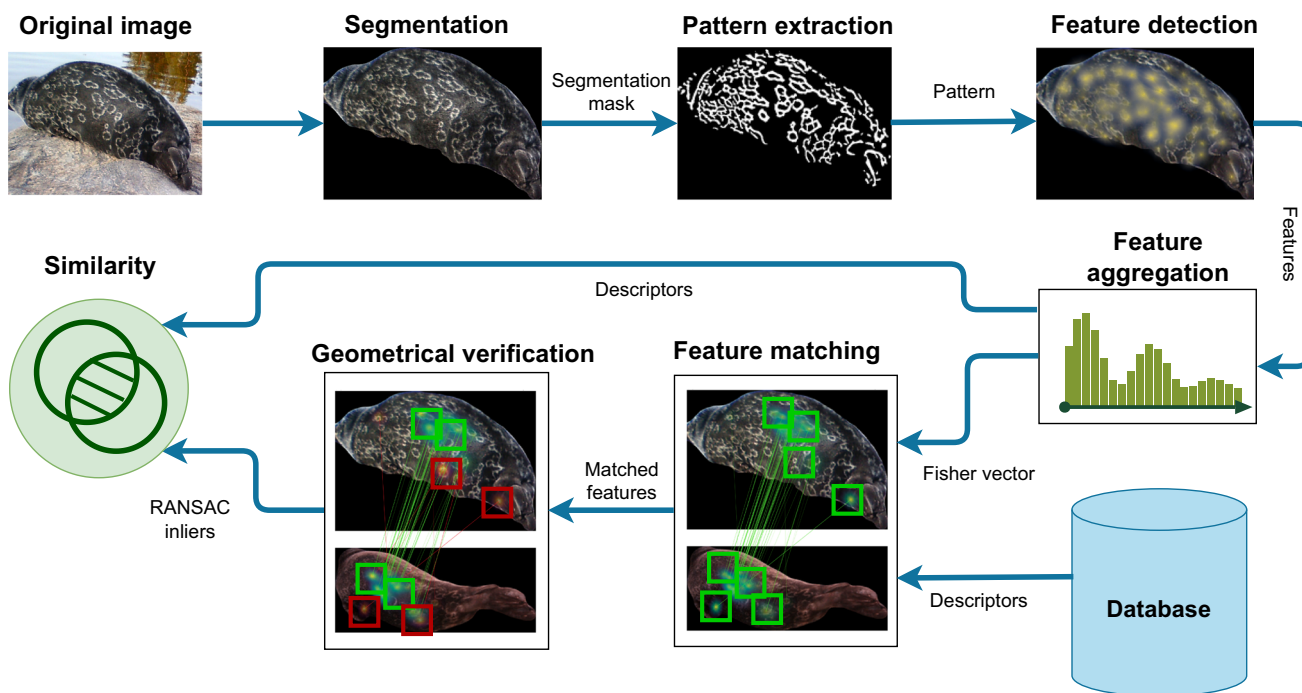 Original image
Segmentation
Pattern extraction
Feature detection
Segmentation
mask
Pattern
Features
Similarity
Feature
aggregation
Descriptors
Geometrical verification
Feature matching
Matched
features
Fisher vector
RANSAC
inliers
Descriptors
Database